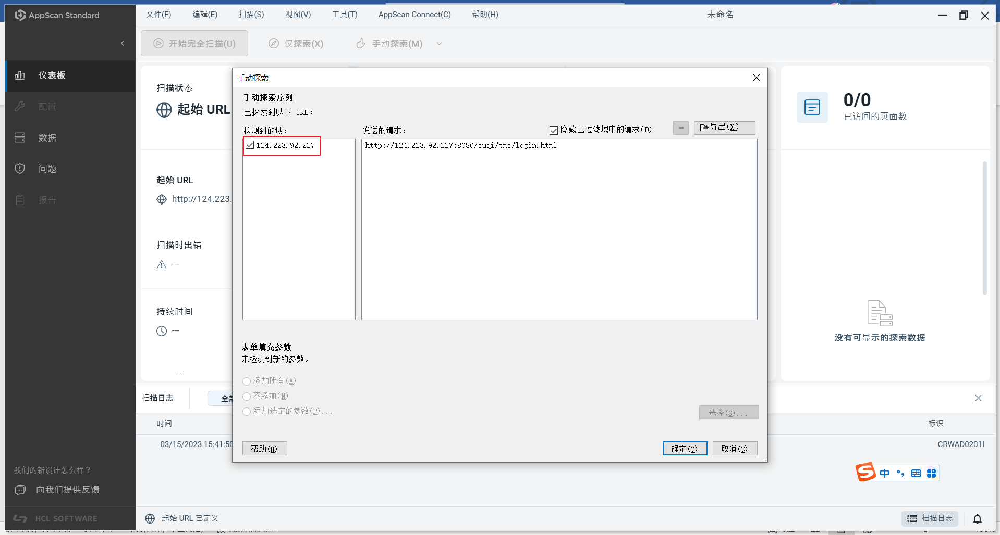 AppScan Standard
文件(F) 编辑(E) 扫描(S) 视图(V) 工具(T) AppScan Connect(C) 帮助(H) 未命名
开始完全扫描(U) 仅探索(X) 手动探索(M)
仪表板
配置
数据
问题
报告
我们的新设计怎么样？
向我们提供反馈
HCL SOFTWARE
扫描状态
起始 URL
起始 URL
http://124.223.
扫描时出错
---
持续时间
---
手动探索
手动探索序列
已探索到以下 URL：
检测到的域：
发送的请求：
隐藏已过滤域中的请求(D)
导出(X)
124.223.92.227
http://124.223.92.227:8080/suqi/tms/login.html
表单填充参数
未检测到新的参数。
添加所有(A)
不添加(N)
添加选定的参数(P)...
选择(S)...
帮助(H)
确定(O)
取消(C)
0/0
已访问的页面数
没有可显示的探索数据
扫描日志
全部
时间
标识
03/15/2023 15:41:50
CRWAD0201I
中
起始 URL 已定义
扫描日志